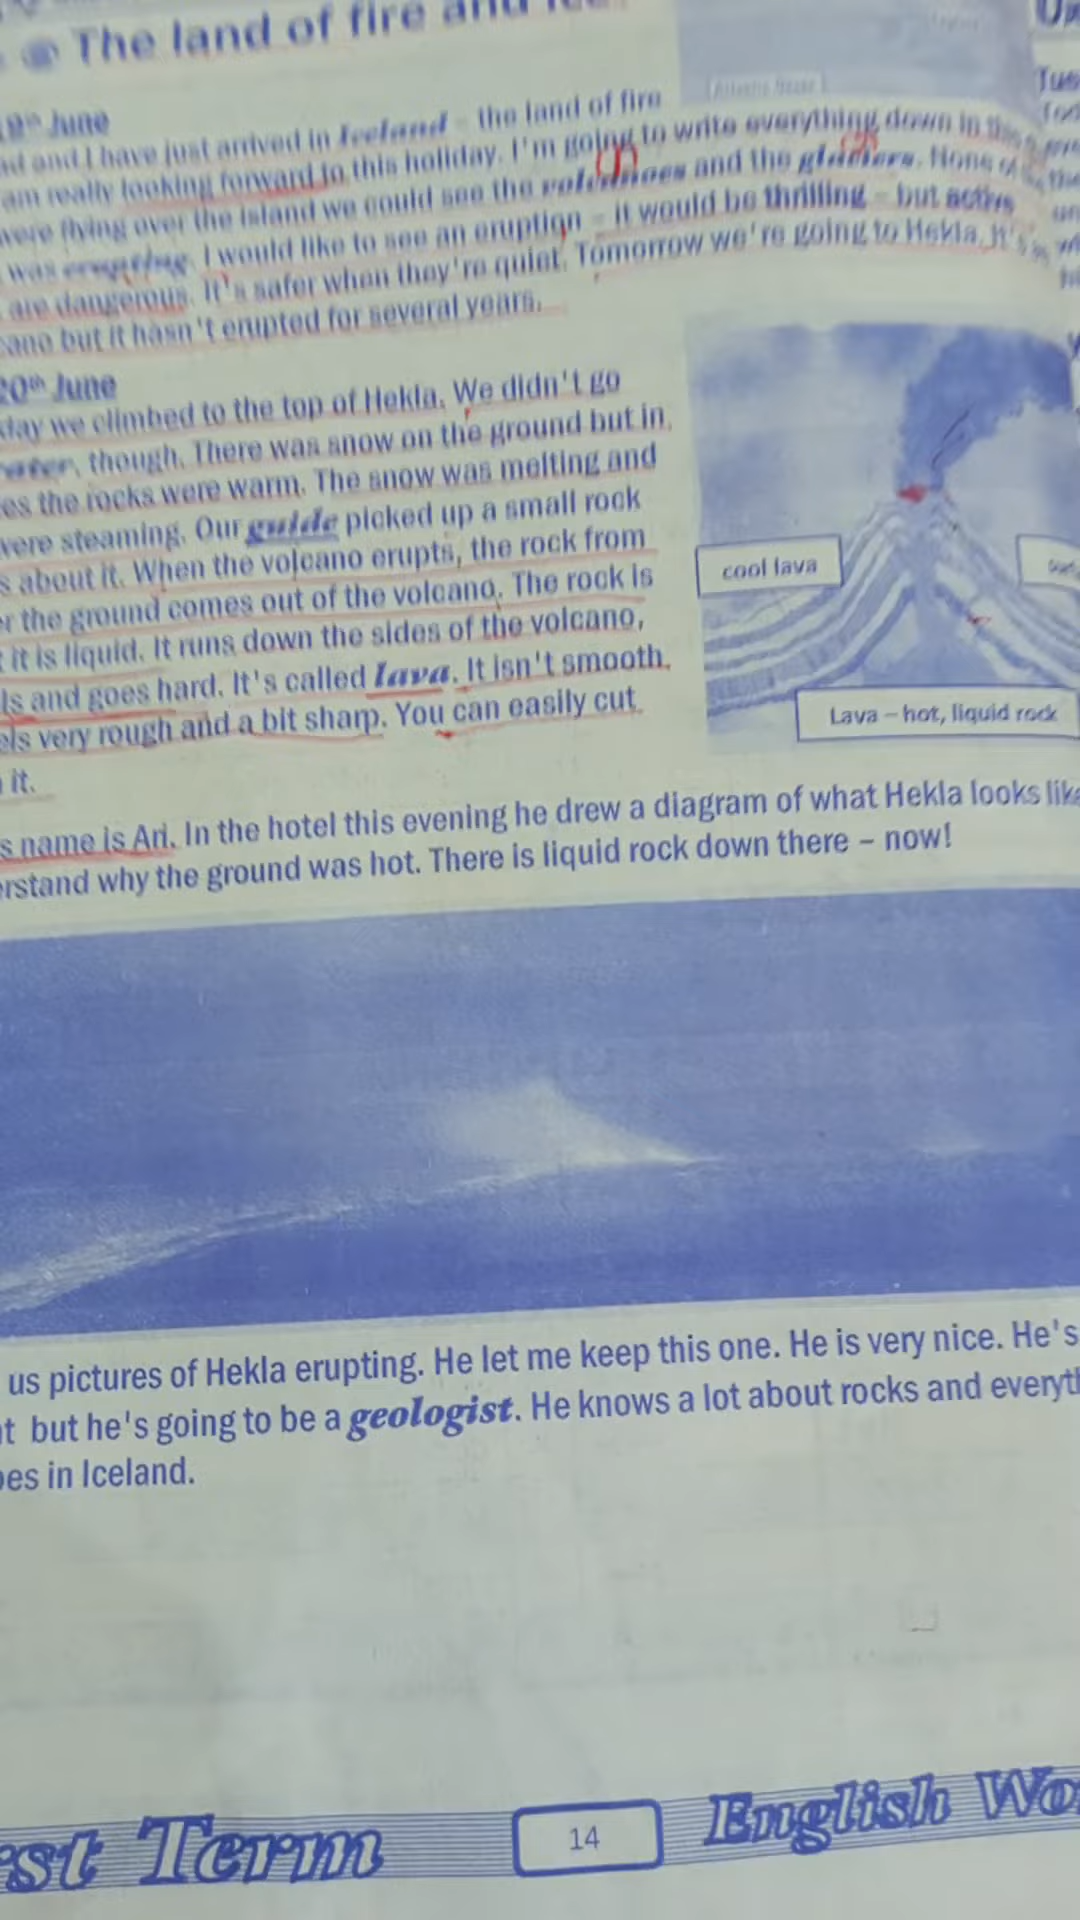 The land of fire and
19th June
and I have just arrived in Iceland – the land of fire
am really looking forward to this holiday. I'm going to write everything down in
were flying over the island we could see the volcanoes and the glaciers. None
was erupting. I would like to see an eruption – it would be thrilling – but active
are dangerous. It's safer when they're quiet. Tomorrow we're going to Hekla. It's
but it hasn't erupted for several years.
20th June
we climbed to the top of Hekla. We didn't go
though. There was snow on the ground but in
the rocks were warm. The snow was melting and
were steaming. Our guide picked up a small rock
about it. When the volcano erupts, the rock from
the ground comes out of the volcano. The rock is
it is liquid. It runs down the sides of the volcano,
ls and goes hard. It's called lava. It isn't smooth.
els very rough and a bit sharp. You can easily cut
it.
cool lava
Lava – hot, liquid rock
s name is Ari. In the hotel this evening he drew a diagram of what Hekla looks like
erstand why the ground was hot. There is liquid rock down there – now!
us pictures of Hekla erupting. He let me keep this one. He is very nice. He's
t but he's going to be a geologist. He knows a lot about rocks and everyth
oes in Iceland.
st Term
14
English Wo